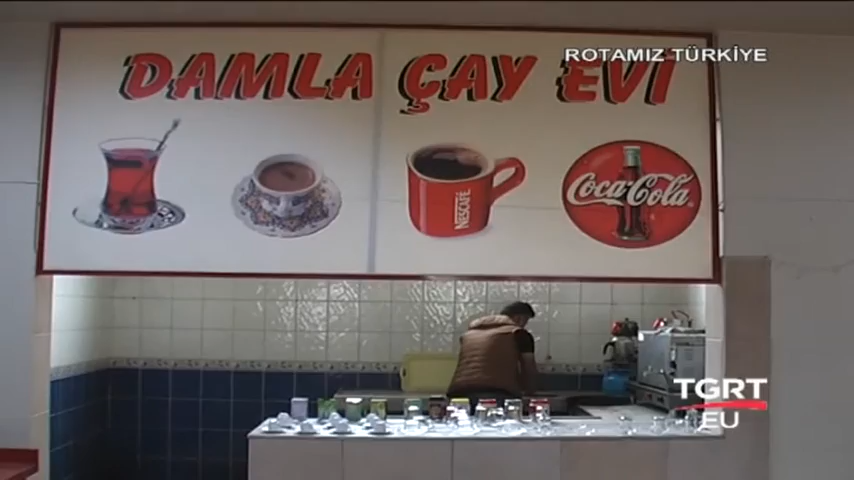 ROTAMIZ TÜRKİYE
DAMLA ÇAY EVİ
NESCAFÉ
Coca-Cola
TGRT
EU